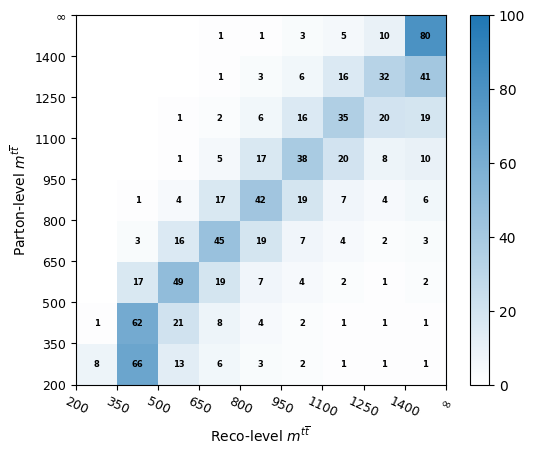 ∞ 1 1 3 5 10 80 100
1400
1 3 6 16 32 41
1250 80
1 2 6 16 35 20 19
1100
1 5 17 38 20 8 10 60
950
1 4 17 42 19 7 4 6
800
3 16 45 19 7 4 2 3 40
650
17 49 19 7 4 2 1 2
500 20
1 62 21 8 4 2 1 1 1
350
8 66 13 6 3 2 1 1 1
200 0
200 350 500 650 800 950 1100 1250 1400 ∞
Reco-level m^{tt̅}
Parton-level m^{tt̅}